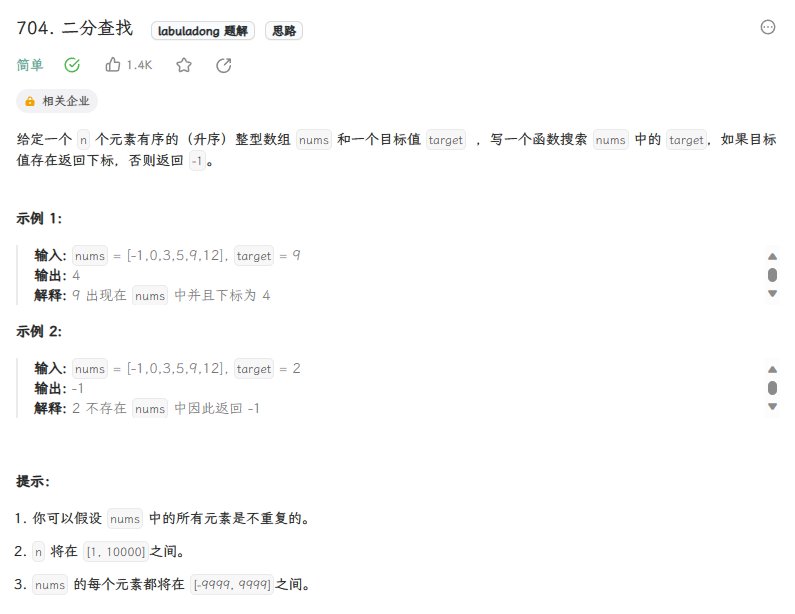 704. 二分查找 labuladong 题解 思路
简单 1.4K
相关企业
给定一个 n 个元素有序的（升序）整型数组 nums 和一个目标值 target ，写一个函数搜索 nums 中的 target，如果目标
值存在返回下标，否则返回 -1。
示例 1:
输入: nums = [-1,0,3,5,9,12], target = 9
输出: 4
解释: 9 出现在 nums 中并且下标为 4
示例 2:
输入: nums = [-1,0,3,5,9,12], target = 2
输出: -1
解释: 2 不存在 nums 中因此返回 -1
提示:
1. 你可以假设 nums 中的所有元素是不重复的。
2. n 将在 [1, 10000]之间。
3. nums 的每个元素都将在 [-9999, 9999]之间。